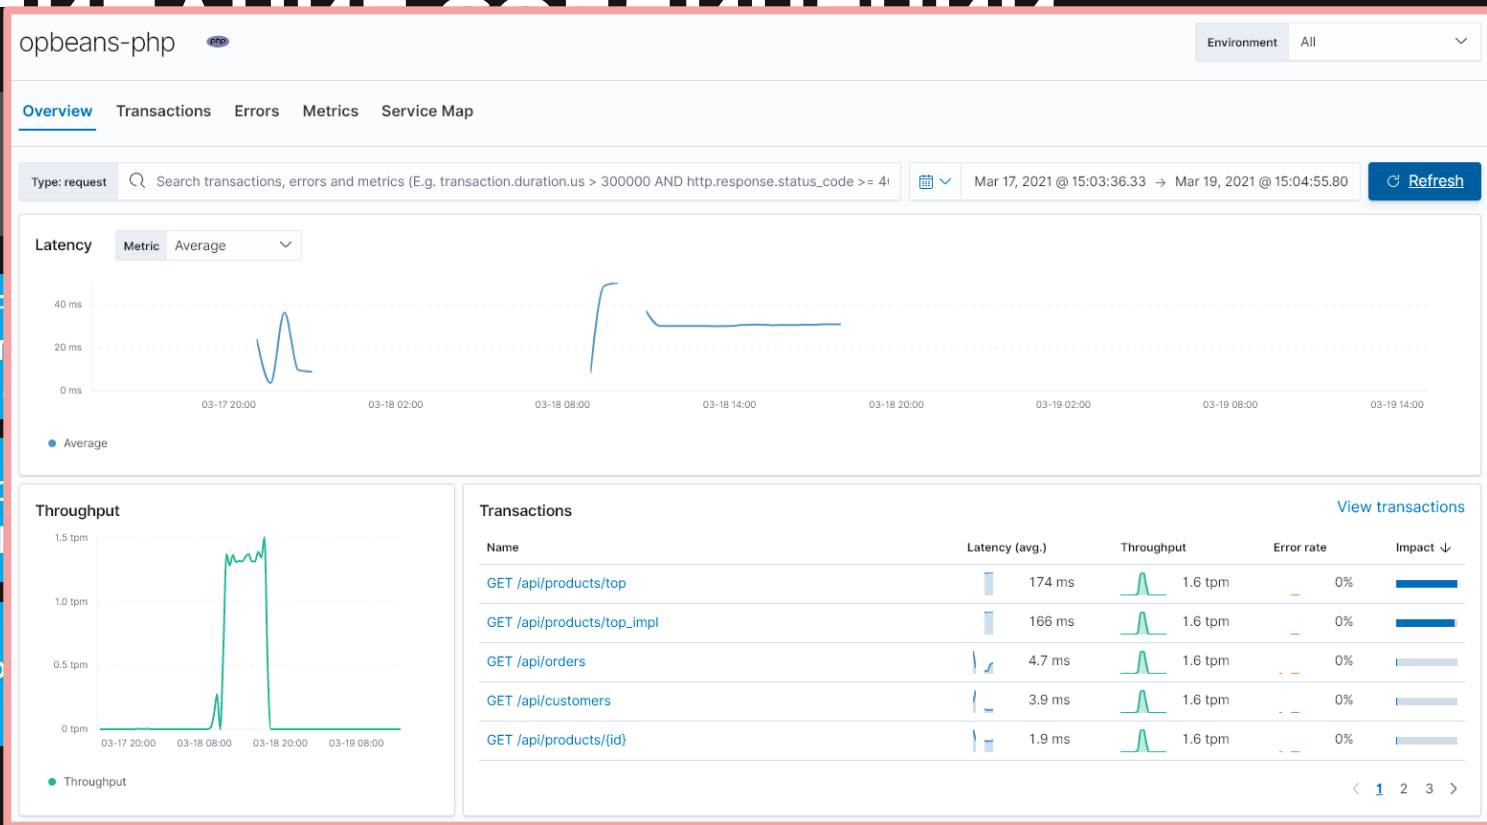 opbeans-php php
Environment All
Overview Transactions Errors Metrics Service Map
Type: request Search transactions, errors and metrics (E.g. transaction.duration.us > 300000 AND http.response.status_code >= 4 Mar 17, 2021 @ 15:03:36.33 → Mar 19, 2021 @ 15:04:55.80 Refresh
Latency Metric Average
40 ms
20 ms
0 ms
03-17 20:00 03-18 02:00 03-18 08:00 03-18 14:00 03-18 20:00 03-19 02:00 03-19 08:00 03-19 14:00
Average
Throughput
1.5 tpm
1.0 tpm
0.5 tpm
0 tpm
03-17 20:00 03-18 08:00 03-18 20:00 03-19 08:00
Throughput
Transactions View transactions
Name Latency (avg.) Throughput Error rate Impact ↓
GET /api/products/top 174 ms 1.6 tpm 0%
GET /api/products/top_impl 166 ms 1.6 tpm 0%
GET /api/orders 4.7 ms 1.6 tpm 0%
GET /api/customers 3.9 ms 1.6 tpm 0%
GET /api/products/{id} 1.9 ms 1.6 tpm 0%
< 1 2 3 >